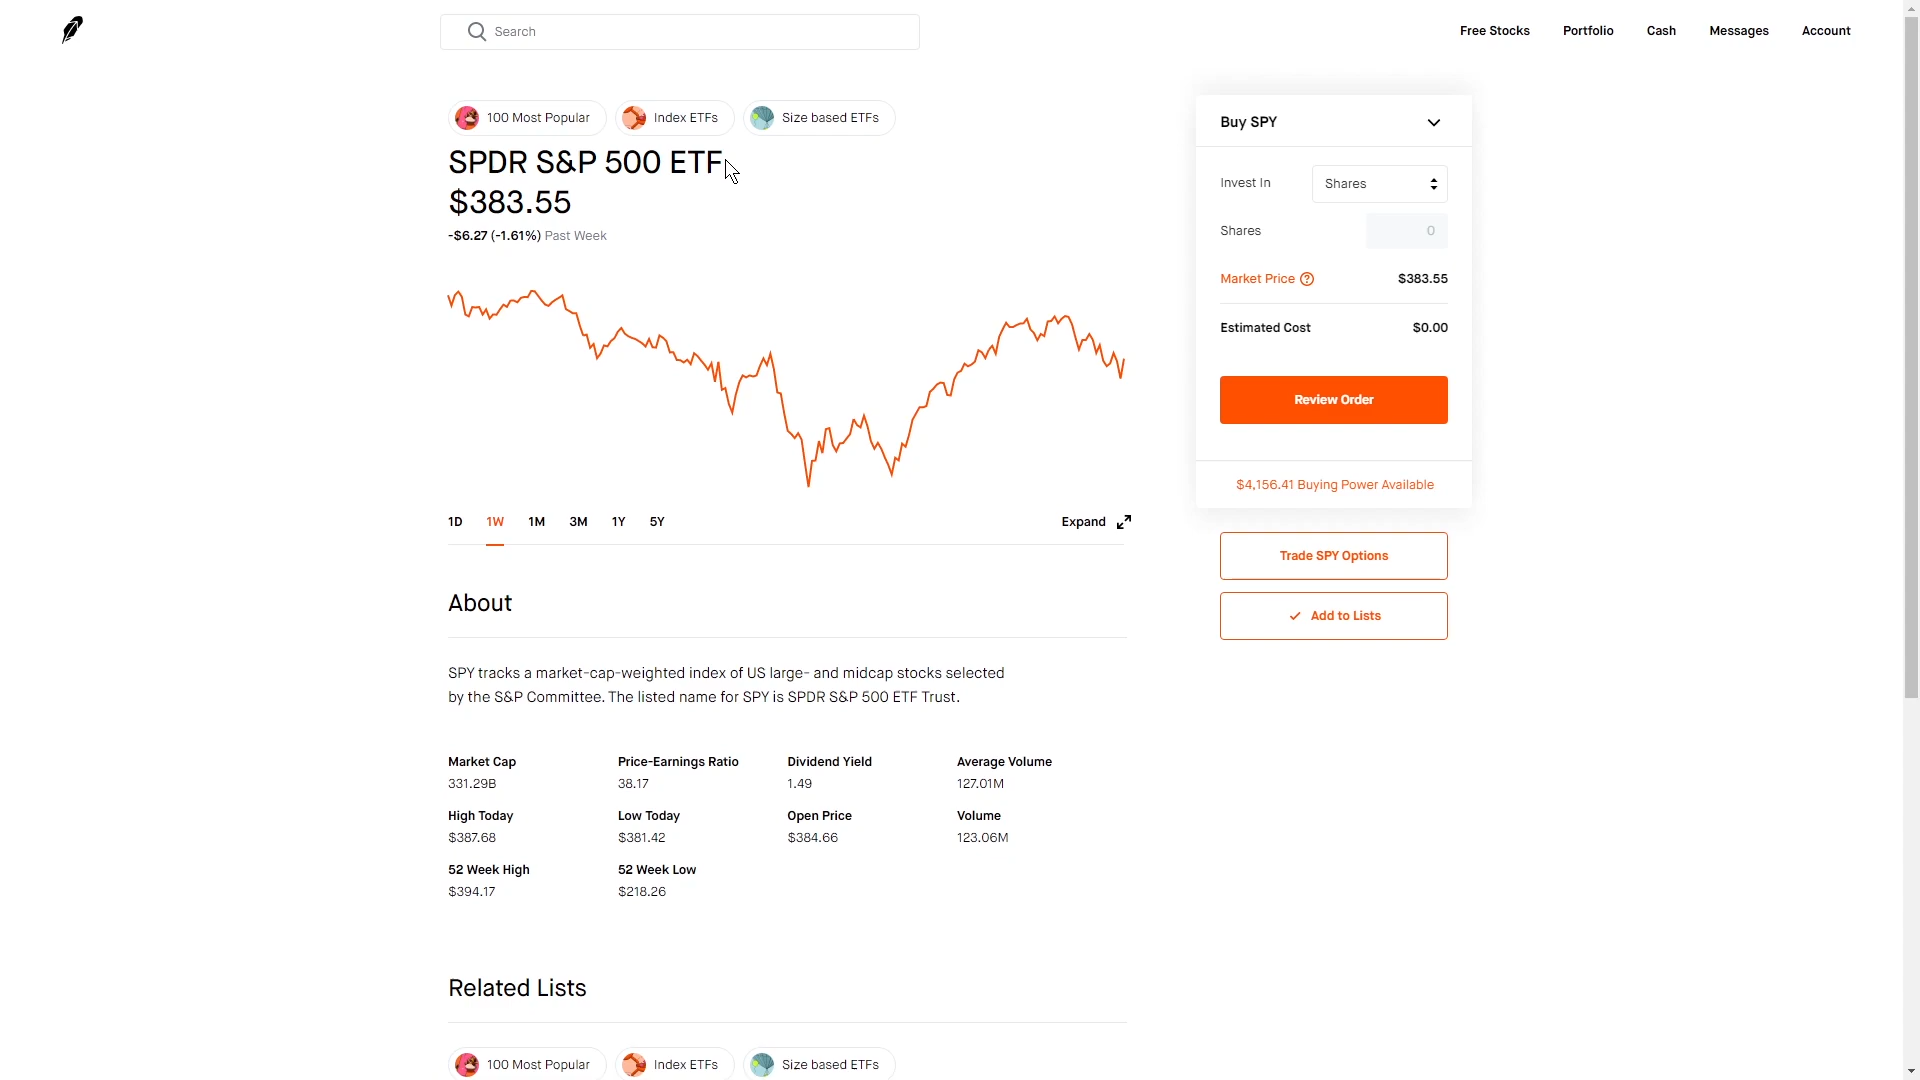 Search
Free Stocks
Portfolio
Cash
Messages
Account
100 Most Popular
Index ETFs
Size based ETFs
SPDR S&P 500 ETF
$383.55
-$6.27 (-1.61%) Past Week
1D
1W
1M
3M
1Y
5Y
Expand
Buy SPY
Invest In
Shares
Shares
0
Market Price
$383.55
Estimated Cost
$0.00
Review Order
$4,156.41 Buying Power Available
Trade SPY Options
Add to Lists
About
SPY tracks a market-cap-weighted index of US large- and midcap stocks selected
by the S&P Committee. The listed name for SPY is SPDR S&P 500 ETF Trust.
Market Cap
331.29B
Price-Earnings Ratio
38.17
Dividend Yield
1.49
Average Volume
127.01M
High Today
$387.68
Low Today
$381.42
Open Price
$384.66
Volume
123.06M
52 Week High
$394.17
52 Week Low
$218.26
Related Lists
100 Most Popular
Index ETFs
Size based ETFs